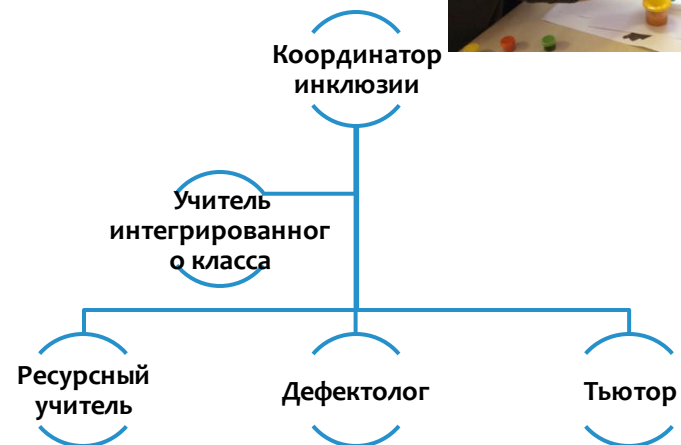 Координатор
инклюзии
Учитель
интегрированног
о класса
Ресурсный
учитель
Дефектолог
Тьютор